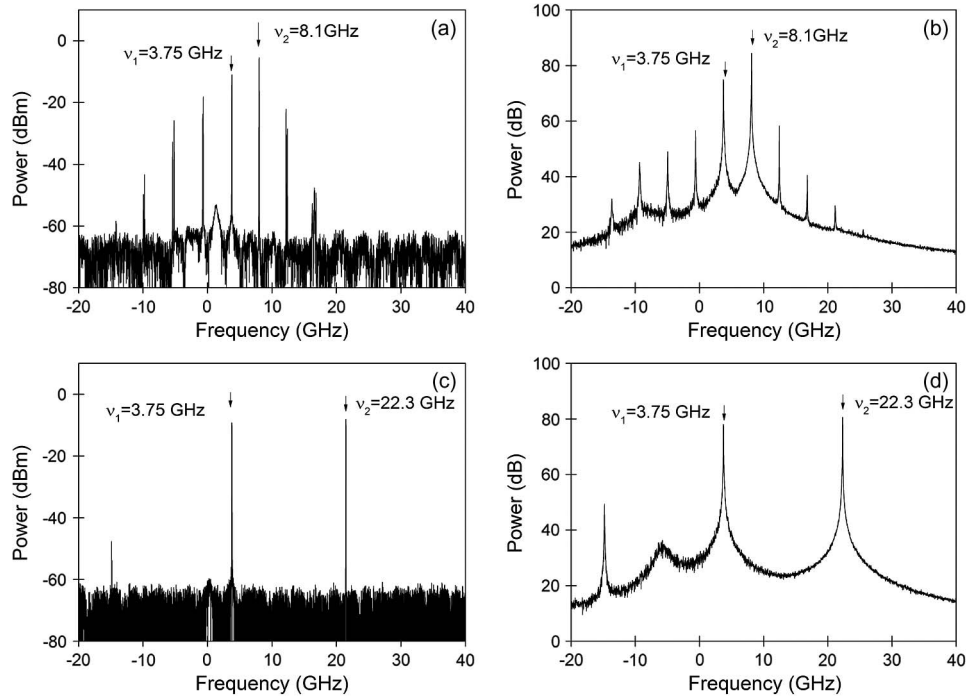 (a)
ν₂=8.1GHz
ν₁=3.75 GHz
0
-20
-40
-60
-80
Power (dBm)
-20 -10 0 10 20 30 40
Frequency (GHz)
(b)
ν₂=8.1GHz
ν₁=3.75 GHz
100
80
60
40
20
0
Power (dB)
-20 -10 0 10 20 30 40
Frequency (GHz)
(c)
ν₁=3.75 GHz
ν₂=22.3 GHz
0
-20
-40
-60
-80
Power (dBm)
-20 -10 0 10 20 30 40
Frequency (GHz)
(d)
ν₁=3.75 GHz
ν₂=22.3 GHz
100
80
60
40
20
0
Power (dB)
-20 -10 0 10 20 30 40
Frequency (GHz)